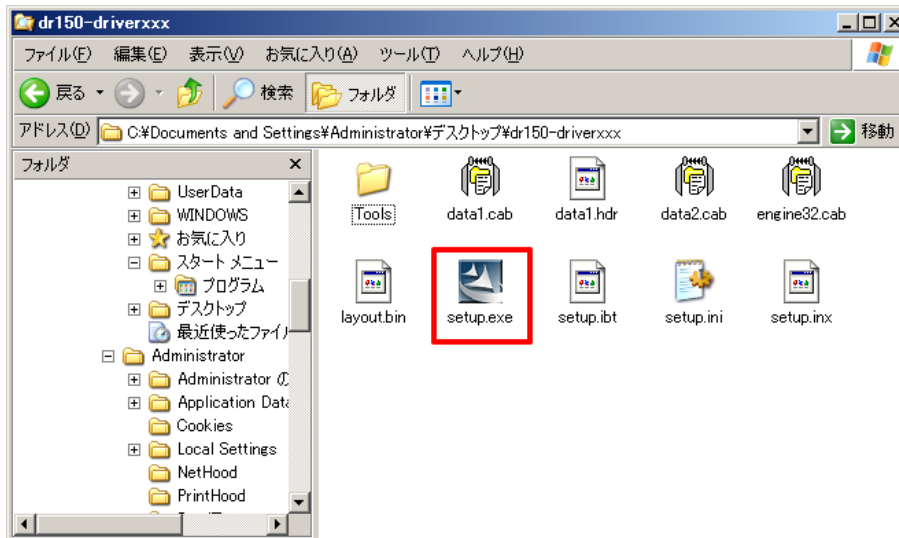 dr150-driverxxx
ファイル(F) 編集(E) 表示(V) お気に入り(A) ツール(T) ヘルプ(H)
戻る 検索 フォルダ
アドレス(D) C:¥Documents and Settings¥Administrator¥デスクトップ¥dr150-driverxxx 移動
フォルダ
UserData
WINDOWS
お気に入り
スタート メニュー
プログラム
デスクトップ
最近使ったファイル
Administrator
Administrator の
Application Data
Cookies
Local Settings
NetHood
PrintHood
Tools data1.cab data1.hdr data2.cab engine32.cab
layout.bin setup.exe setup.ibt setup.ini setup.inx